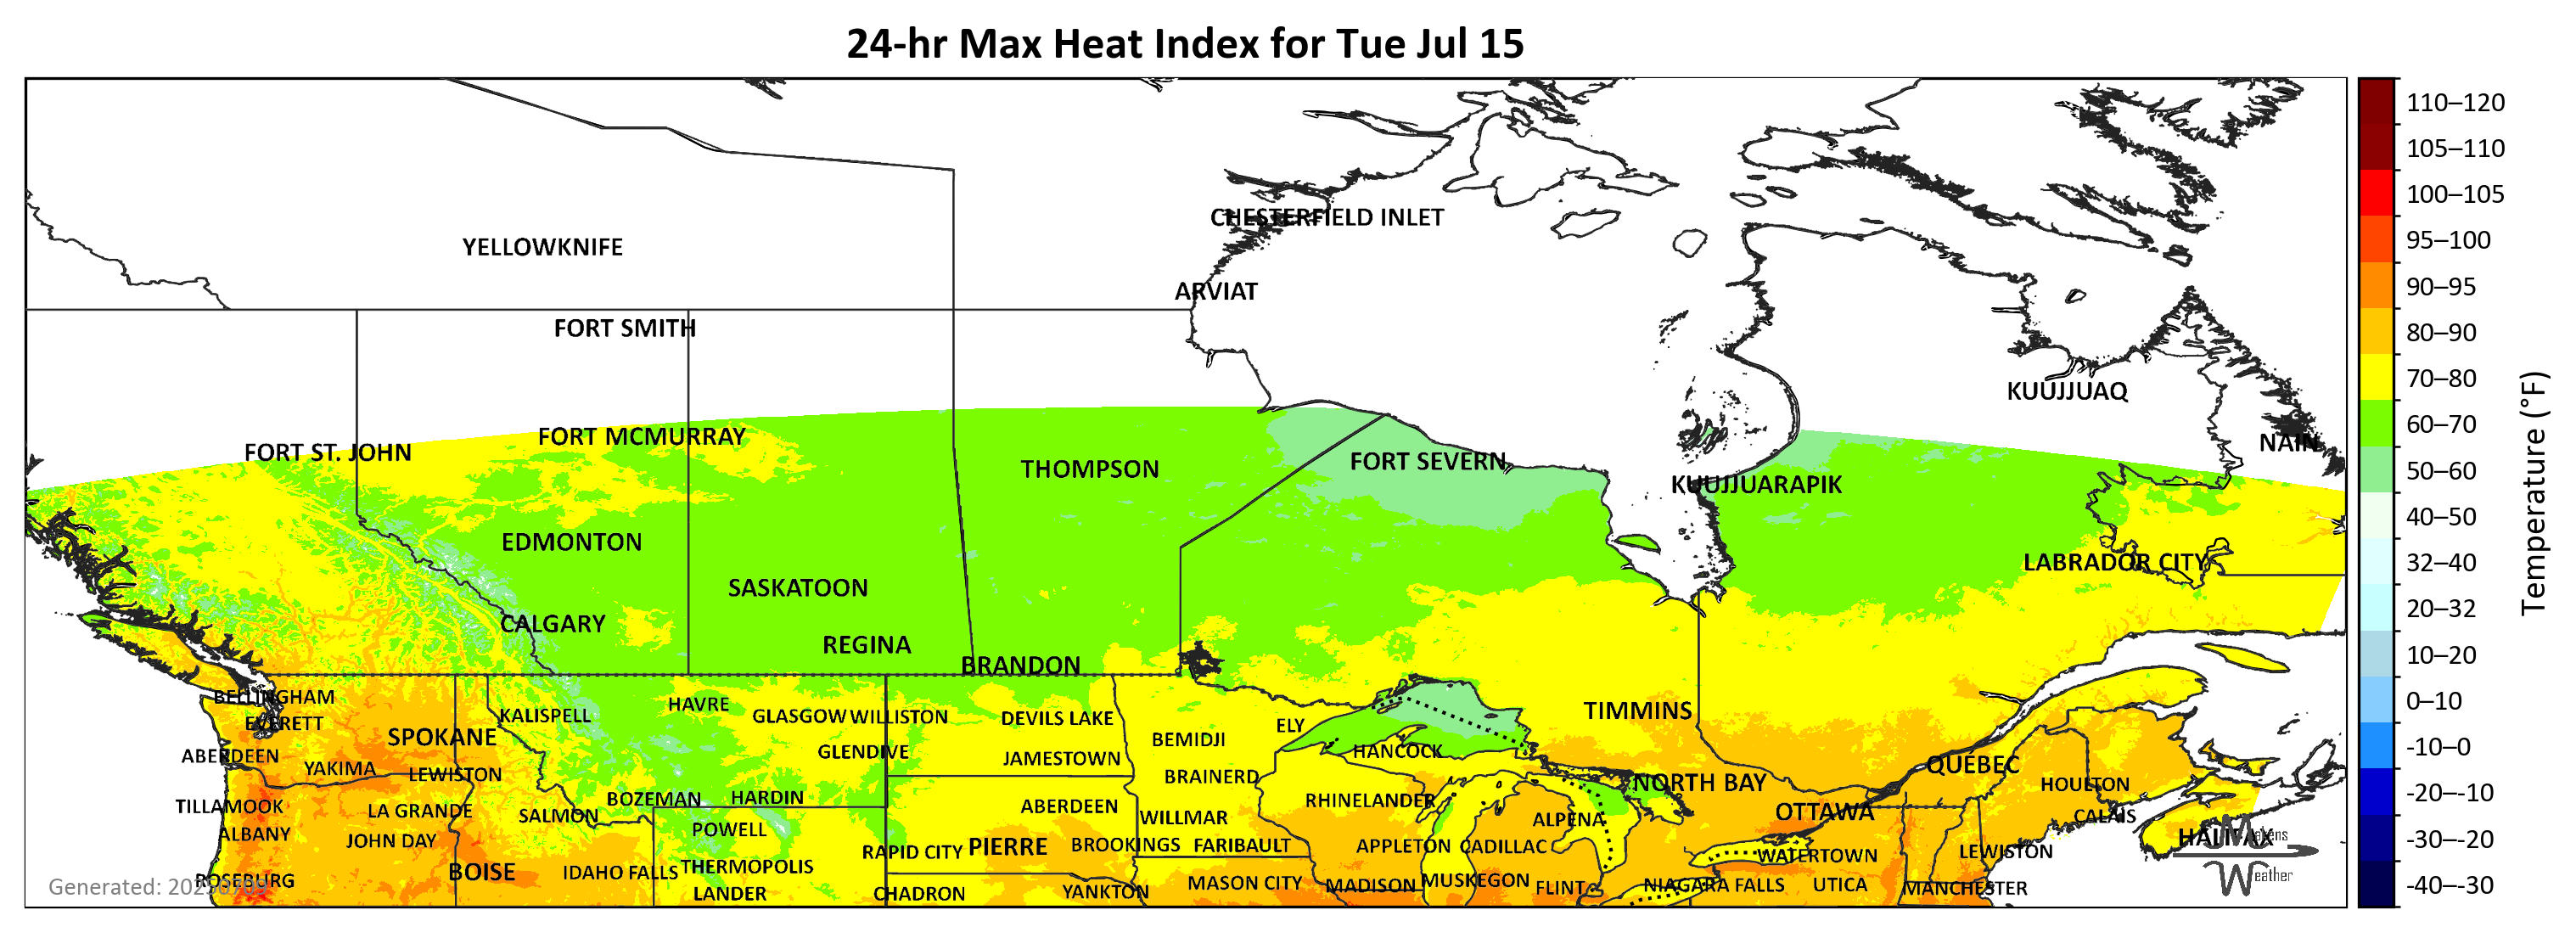 24-hr Max Heat Index for Tue Jul 15
CHESTERFIELD INLET
YELLOWKNIFE
ARVIAT
FORT SMITH
KUUJJUAQ
FORT MCMURRAY
NAIN
FORT ST. JOHN
FORT SEVERN
THOMPSON
KUUJJUARAPIK
EDMONTON
LABRADOR CITY
SASKATOON
CALGARY
REGINA
BRANDON
BELLINGHAM
HAVRE
KALISPELL
GLASGOW
WILLISTON
DEVILS LAKE
TIMMINS
EVERETT
ELY
SPOKANE
BEMIDJI
ABERDEEN
GLENDIVE
JAMESTOWN
HANCOCK
QUÉBEC
YAKIMA
LEWISTON
BRAINERD
NORTH BAY
HOULTON
BOZEMAN
HARDIN
RHINELANDER
TILLAMOOK
LA GRANDE
SALMON
ABERDEEN
WILLMAR
ALPENA
OTTAWA
CALAIS
ALBANY
JOHN DAY
POWELL
HALIFAX
RAPID CITY
PIERRE
BROOKINGS
FARIBAULT
APPLETON
CADILLAC
WATERTOWN
LEWISTON
BOISE
IDAHO FALLS
THERMOPOLIS
ROSEBURG
LANDER
CHADRON
YANKTON
MASON CITY
MADISON
MUSKEGON
FLINT
NIAGARA FALLS
UTICA
MANCHESTER
Makens
Weather
110–120
105–110
100–105
95–100
90–95
80–90
70–80
60–70
50–60
40–50
32–40
20–32
10–20
0–10
-10–0
-20–-10
-30–-20
-40–-30
Temperature (°F)